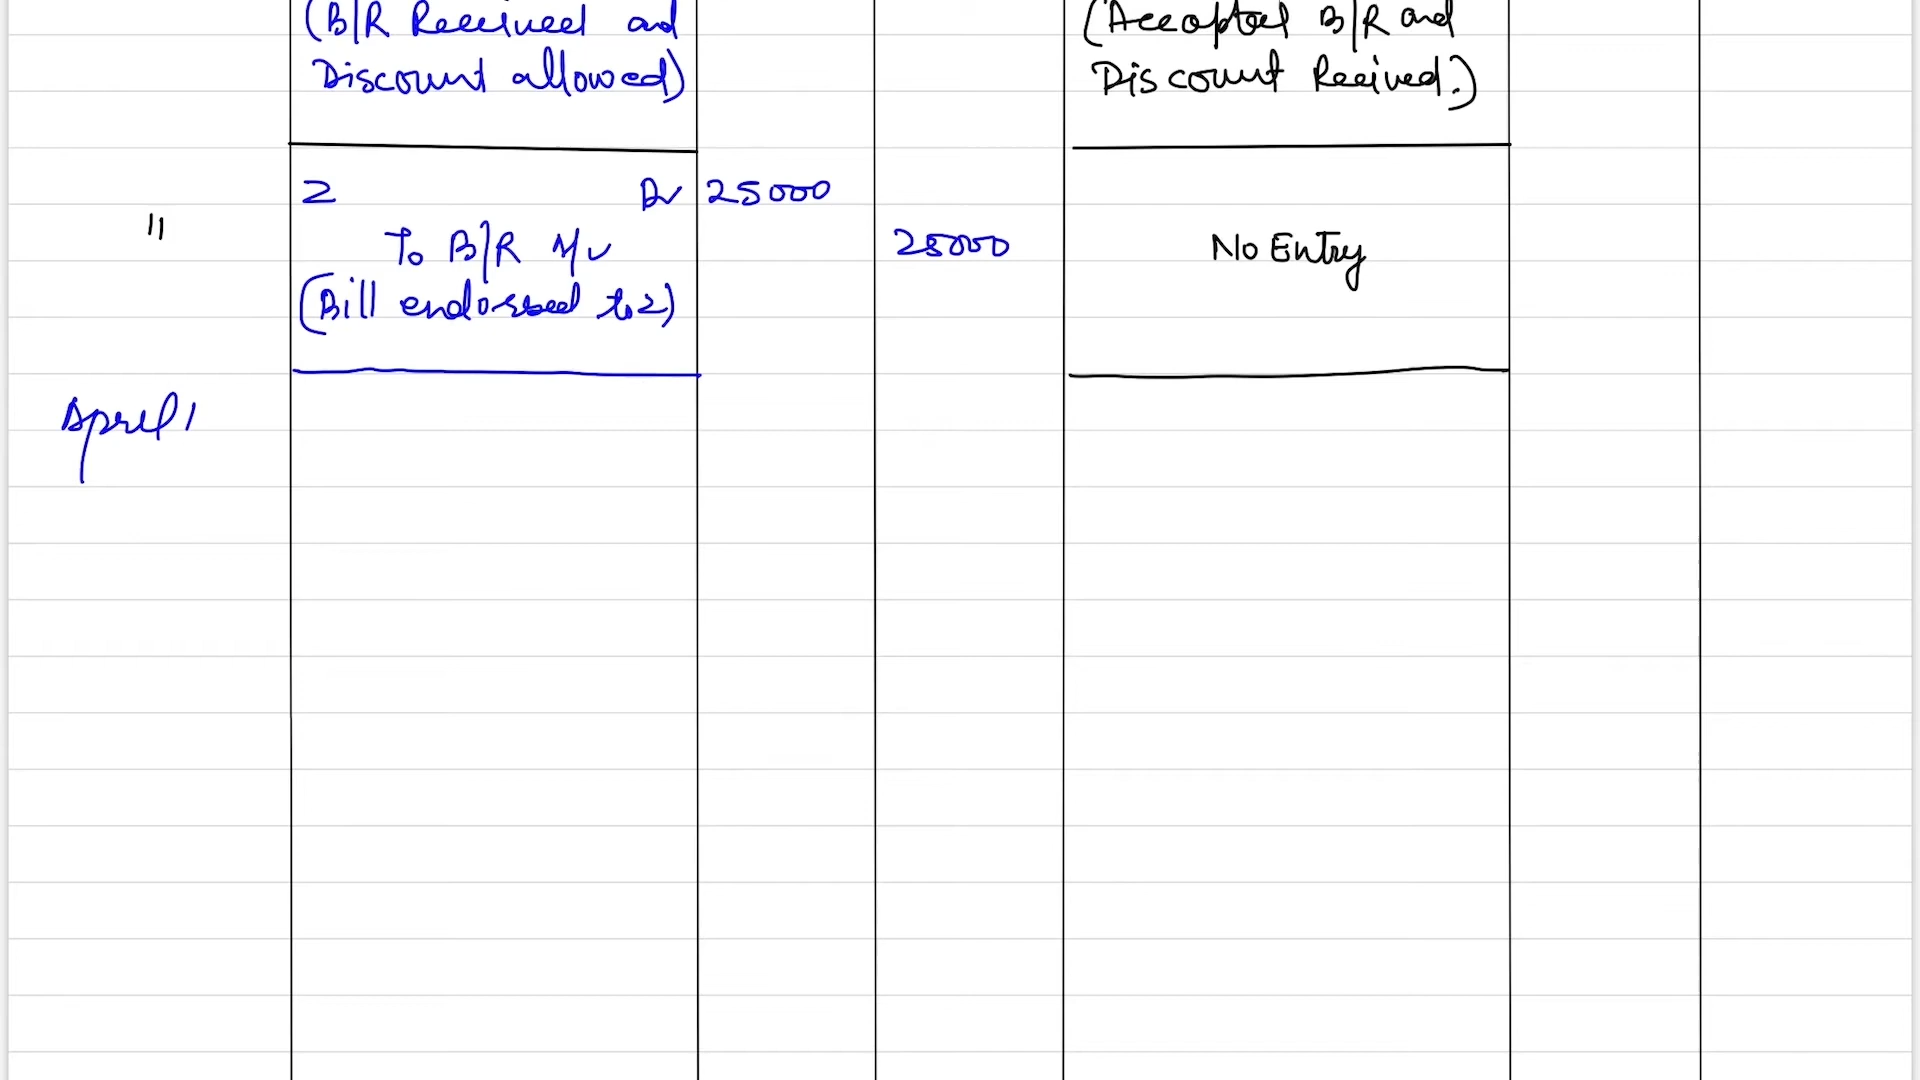 (B/R Received and
Discount allowed)
(Accepted B/R and
Discount Received.)
Z Dr 25000
"
To B/R A/c 25000
No Entry
(Bill endorsed to Z)
April 1